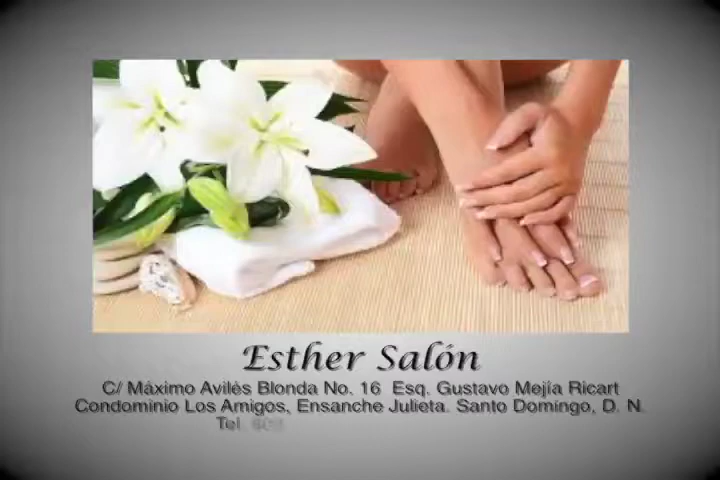 Esther Salón
C/ Máximo Avilés Blonda No. 16 Esq. Gustavo Mejía Ricart
Condominio Los Amigos, Ensanche Julieta. Santo Domingo, D. N.
Tel